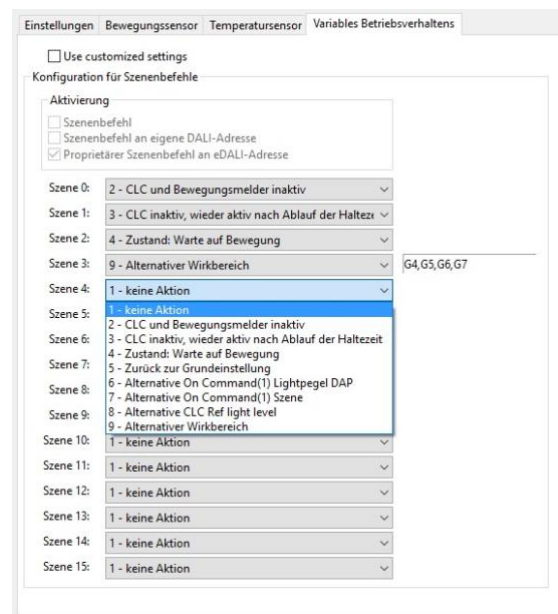 Einstellungen Bewegungssensor Temperatursensor Variables Betriebsverhaltens
Use customized settings
Konfiguration für Szenenbefehle
Aktivierung
Szenenbefehl
Szenenbefehl an eigene DALI-Adresse
Proprietärer Szenenbefehl an eDALI-Adresse
Szene 0: 2 - CLC und Bewegungsmelder inaktiv
Szene 1: 3 - CLC inaktiv, wieder aktiv nach Ablauf der Halteze
Szene 2: 4 - Zustand: Warte auf Bewegung
Szene 3: 9 - Alternativer Wirkbereich G4,G5,G6,G7
Szene 4: 1 - keine Aktion
1 - keine Aktion
Szene 5: 2 - CLC und Bewegungsmelder inaktiv
Szene 6: 3 - CLC inaktiv, wieder aktiv nach Ablauf der Haltezeit
4 - Zustand: Warte auf Bewegung
Szene 7: 5 - Zurück zur Grundeinstellung
6 - Alternative On Command(1) Lightpegel DAP
Szene 8: 7 - Alternative On Command(1) Szene
8 - Alternative CLC Ref light level
Szene 9: 9 - Alternativer Wirkbereich
Szene 10: 1 - keine Aktion
Szene 11: 1 - keine Aktion
Szene 12: 1 - keine Aktion
Szene 13: 1 - keine Aktion
Szene 14: 1 - keine Aktion
Szene 15: 1 - keine Aktion